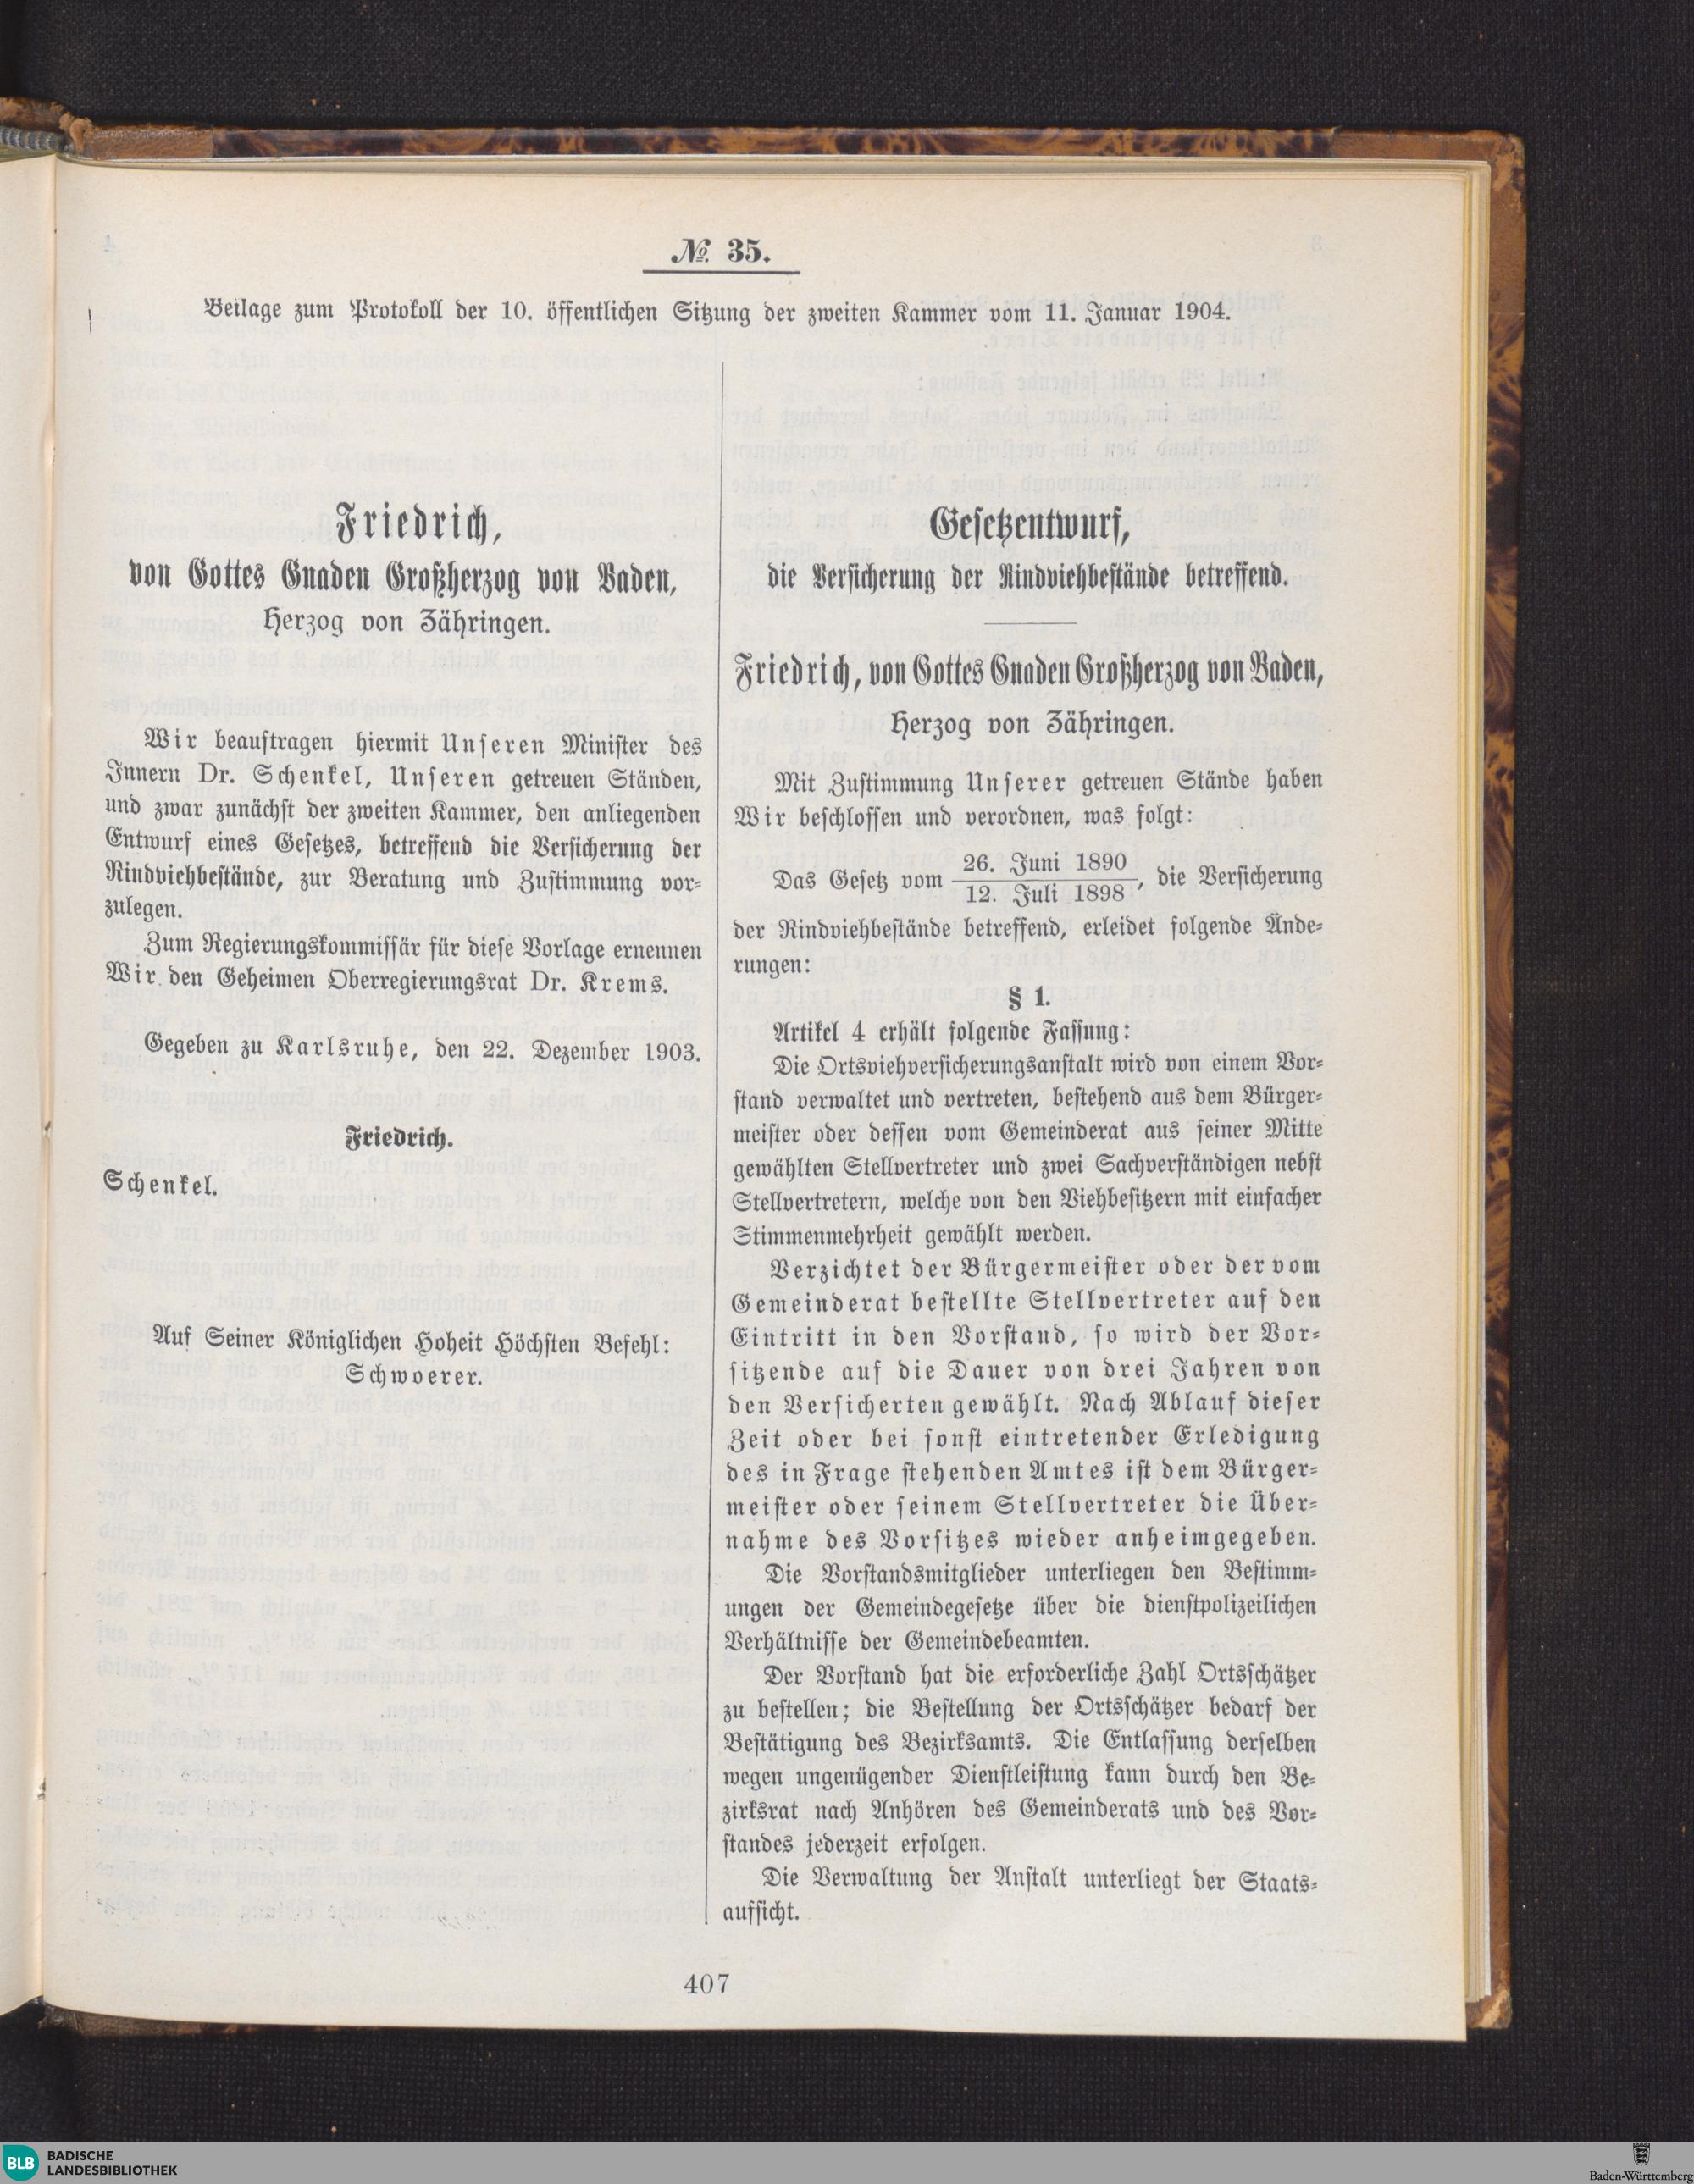 №. 35.
Beilage zum Protokoll der 10. öffentlichen Sitzung der zweiten Kammer vom 11. Januar 1904.
Friedrich,
von Gottes Gnaden Großherzog von Baden,
Herzog von Zähringen.
Wir beauftragen hiermit Unseren Minister des
Innern Dr. Schenkel, Unseren getreuen Ständen,
und zwar zunächst der zweiten Kammer, den anliegenden
Entwurf eines Gesetzes, betreffend die Versicherung der
Rindviehbestände, zur Beratung und Zustimmung vor-
zulegen.
Zum Regierungskommissär für diese Vorlage ernennen
Wir den Geheimen Oberregierungsrat Dr. Krems.
Gegeben zu Karlsruhe, den 22. Dezember 1903.
Friedrich.
Schenkel.
Auf Seiner Königlichen Hoheit Höchsten Befehl:
Schwoerer.
Gesetzentwurf,
die Versicherung der Rindviehbestände betreffend.
Friedrich, von Gottes Gnaden Großherzog von Baden,
Herzog von Zähringen.
Mit Zustimmung Unserer getreuen Stände haben
Wir beschlossen und verordnen, was folgt:
Das Gesetz vom 26. Juni 1890 / 12. Juli 1898, die Versicherung
der Rindviehbestände betreffend, erleidet folgende Ände-
rungen:
§ 1.
Artikel 4 erhält folgende Fassung:
Die Ortsviehversicherungsanstalt wird von einem Vor-
stand verwaltet und vertreten, bestehend aus dem Bürger-
meister oder dessen vom Gemeinderat aus seiner Mitte
gewählten Stellvertreter und zwei Sachverständigen nebst
Stellvertretern, welche von den Viehbesitzern mit einfacher
Stimmenmehrheit gewählt werden.
Verzichtet der Bürgermeister oder der vom
Gemeinderat bestellte Stellvertreter auf den
Eintritt in den Vorstand, so wird der Vor-
sitzende auf die Dauer von drei Jahren von
den Versicherten gewählt. Nach Ablauf dieser
Zeit oder bei sonst eintretender Erledigung
des in Frage stehenden Amtes ist dem Bürger-
meister oder seinem Stellvertreter die Über-
nahme des Vorsitzes wieder anheimgegeben.
Die Vorstandsmitglieder unterliegen den Bestimm-
ungen der Gemeindegesetze über die dienstpolizeilichen
Verhältnisse der Gemeindebeamten.
Der Vorstand hat die erforderliche Zahl Ortsschätzer
zu bestellen; die Bestellung der Ortsschätzer bedarf der
Bestätigung des Bezirksamts. Die Entlassung derselben
wegen ungenügender Dienstleistung kann durch den Be-
zirksrat nach Anhören des Gemeinderats und des Vor-
standes jederzeit erfolgen.
Die Verwaltung der Anstalt unterliegt der Staats-
aufsicht.
407
BLB BADISCHE
LANDESBIBLIOTHEK
Baden-Württemberg